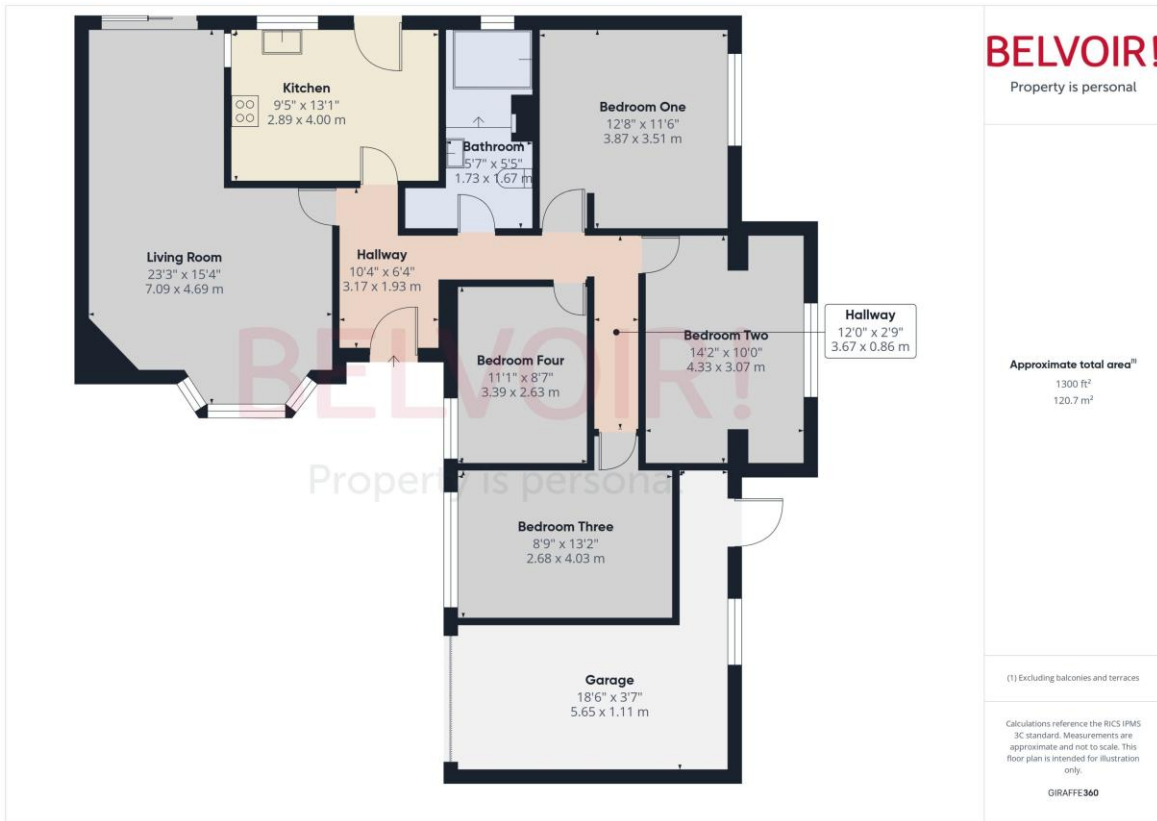 Kitchen
9'5" x 13'1"
2.89 x 4.00 m
Bathroom
5'7" x 5'5"
1.73 x 1.67 m
Bedroom One
12'8" x 11'6"
3.87 x 3.51 m
Living Room
23'3" x 15'4"
7.09 x 4.69 m
Hallway
10'4" x 6'4"
3.17 x 1.93 m
Bedroom Two
14'2" x 10'0"
4.33 x 3.07 m
Hallway
12'0" x 2'9"
3.67 x 0.86 m
Bedroom Four
11'1" x 8'7"
3.39 x 2.63 m
BELVOIR!
Property is personal
Bedroom Three
8'9" x 13'2"
2.68 x 4.03 m
Garage
18'6" x 3'7"
5.65 x 1.11 m
BELVOIR!
Property is personal
Approximate total area⁽¹⁾
1300 ft²
120.7 m²
(1) Excluding balconies and terraces
Calculations reference the RICS IPMS
3C standard. Measurements are
approximate and not to scale. This
floor plan is intended for illustration
only.
GIRAFFE360